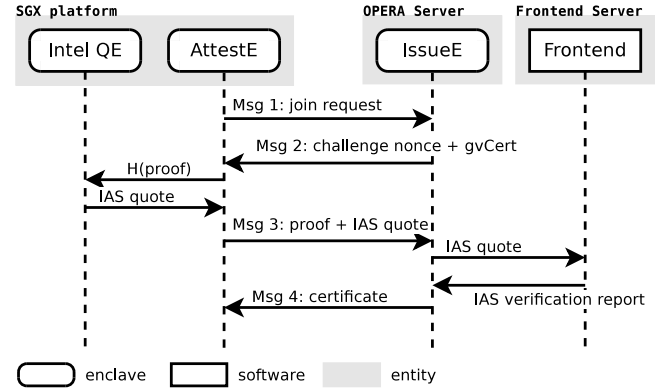 SGX platform
OPERA Server
Frontend Server
Intel QE
AttestE
IssueE
Frontend
Msg 1: join request
Msg 2: challenge nonce + gvCert
H(proof)
IAS quote
Msg 3: proof + IAS quote
IAS quote
IAS verification report
Msg 4: certificate
enclave
software
entity